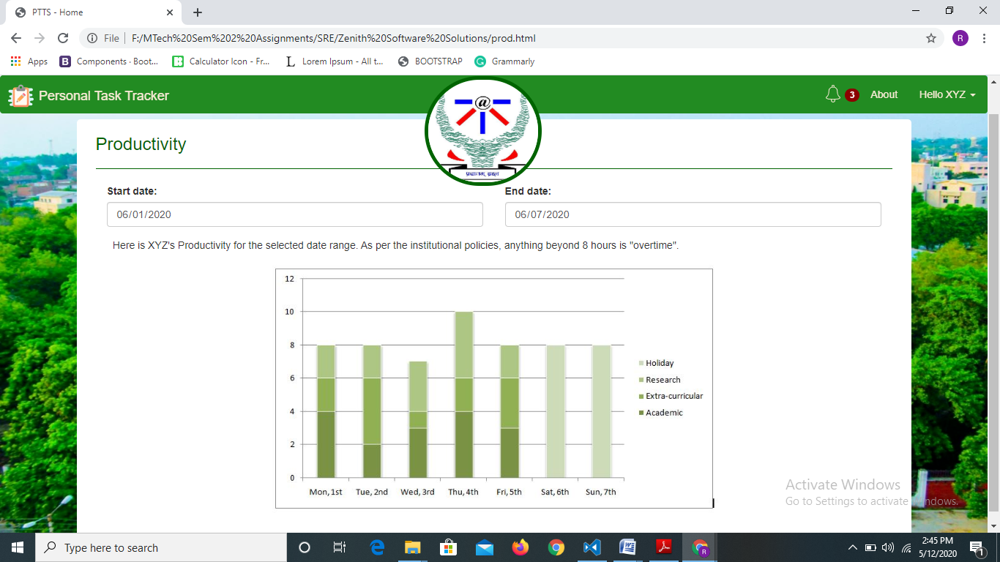 PTTS - Home
File F:/MTech%20Sem%202%20Assignments/SRE/Zenith%20Software%20Solutions/prod.html
R
Apps
B Components · Boot...
Calculator Icon - Fr...
L Lorem Ipsum - All t...
BOOTSTRAP
Grammarly
Personal Task Tracker
3 About Hello XYZ
@
Productivity
Start date: End date:
06/01/2020 06/07/2020
Here is XYZ's Productivity for the selected date range. As per the institutional policies, anything beyond 8 hours is "overtime".
12
10
8
6
4
2
0
Mon, 1st Tue, 2nd Wed, 3rd Thu, 4th Fri, 5th Sat, 6th Sun, 7th
Holiday
Research
Extra-curricular
Academic
Activate Windows
Go to Settings to activate Windows.
Type here to search
R
2:45 PM
5/12/2020
1